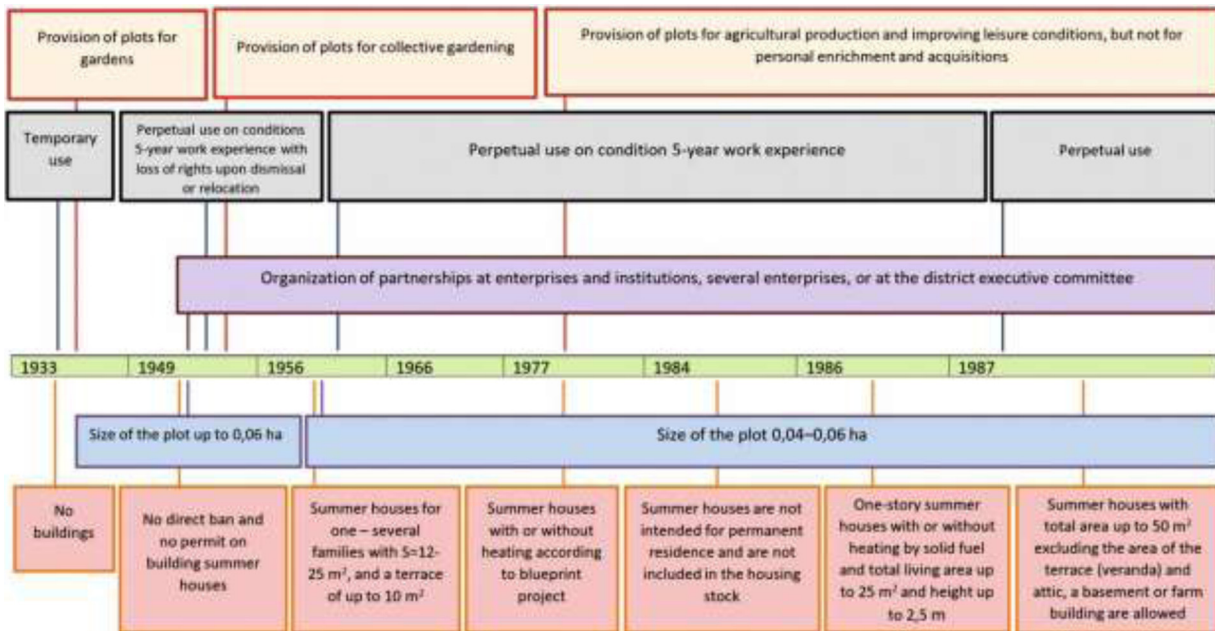 Provision of plots for
gardens
Provision of plots for collective gardening
Provision of plots for agricultural production and improving leisure conditions, but not for
personal enrichment and acquisitions
Temporary
use
Perpetual use on conditions
5-year work experience with
loss of rights upon dismissal
or relocation
Perpetual use on condition 5-year work experience
Perpetual use
Organization of partnerships at enterprises and institutions, several enterprises, or at the district executive committee
1933
1949
1956
1966
1977
1984
1986
1987
Size of the plot up to 0,06 ha
Size of the plot 0,04–0,06 ha
No
buildings
No direct ban and
no permit on
building summer
houses
Summer houses for
one – several
families with S=12-
25 m², and a terrace
of up to 10 m²
Summer houses
with or without
heating according
to blueprint
project
Summer houses are not
intended for permanent
residence and are not
included in the housing
stock
One-story summer
houses with or without
heating by solid fuel
and total living area up
to 25 m² and height up
to 2,5 m
Summer houses with
total area up to 50 m²
excluding the area of the
terrace (veranda) and
attic, a basement or farm
building are allowed